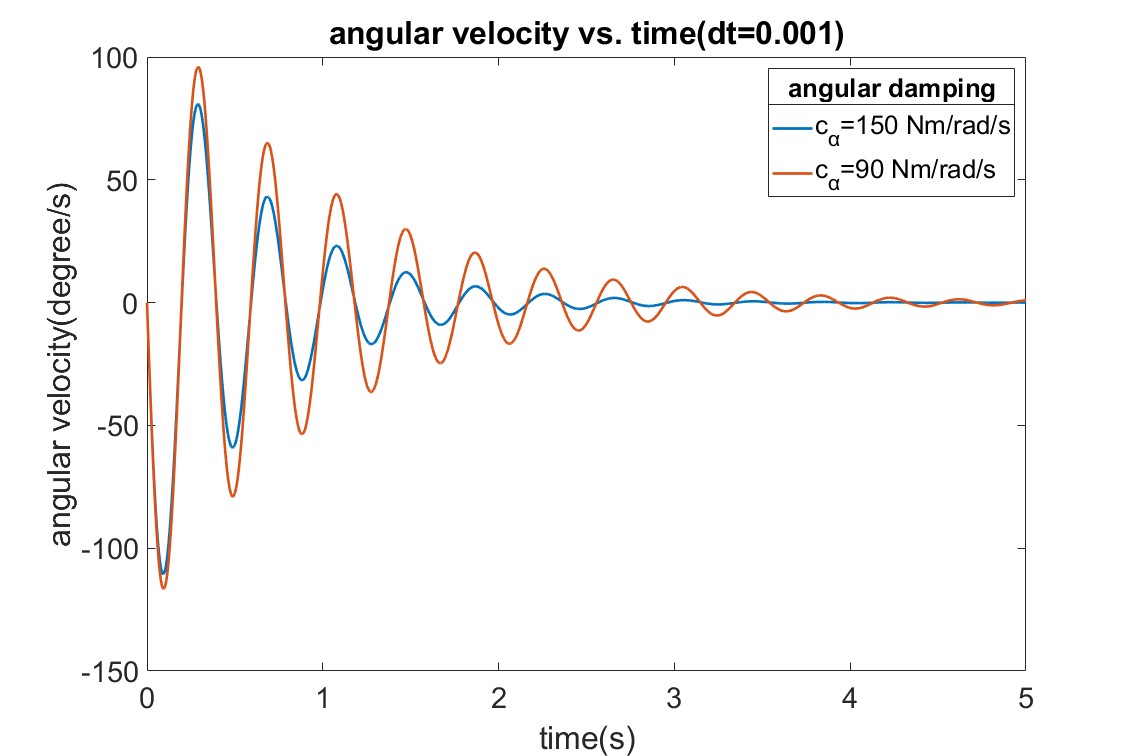 angular velocity vs. time(dt=0.001)
angular damping
cα=150 Nm/rad/s
cα=90 Nm/rad/s
100
50
0
-50
-100
-150
angular velocity(degree/s)
0 1 2 3 4 5
time(s)